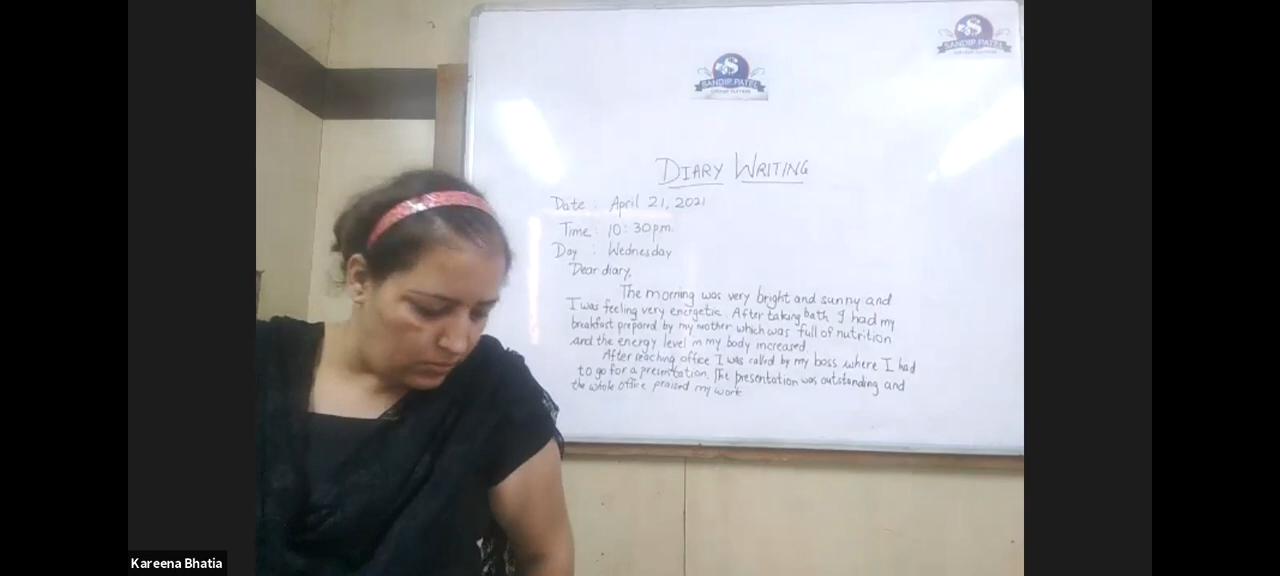 SANDIP PATEL
SANDIP PATEL
DIARY WRITING
Date : April 21, 2021
Time : 10 : 30pm.
Day : Wednesday
Dear diary,
The morning was very bright and sunny and
I was feeling very energetic. After taking bath I had my
breakfast prepared by my mother which was full of nutrition
and the energy level in my body increased.
After reaching office I was called by my boss where I had
to go for a presentation. The presentation was outstanding and
the whole office praised my work
Kareena Bhatia